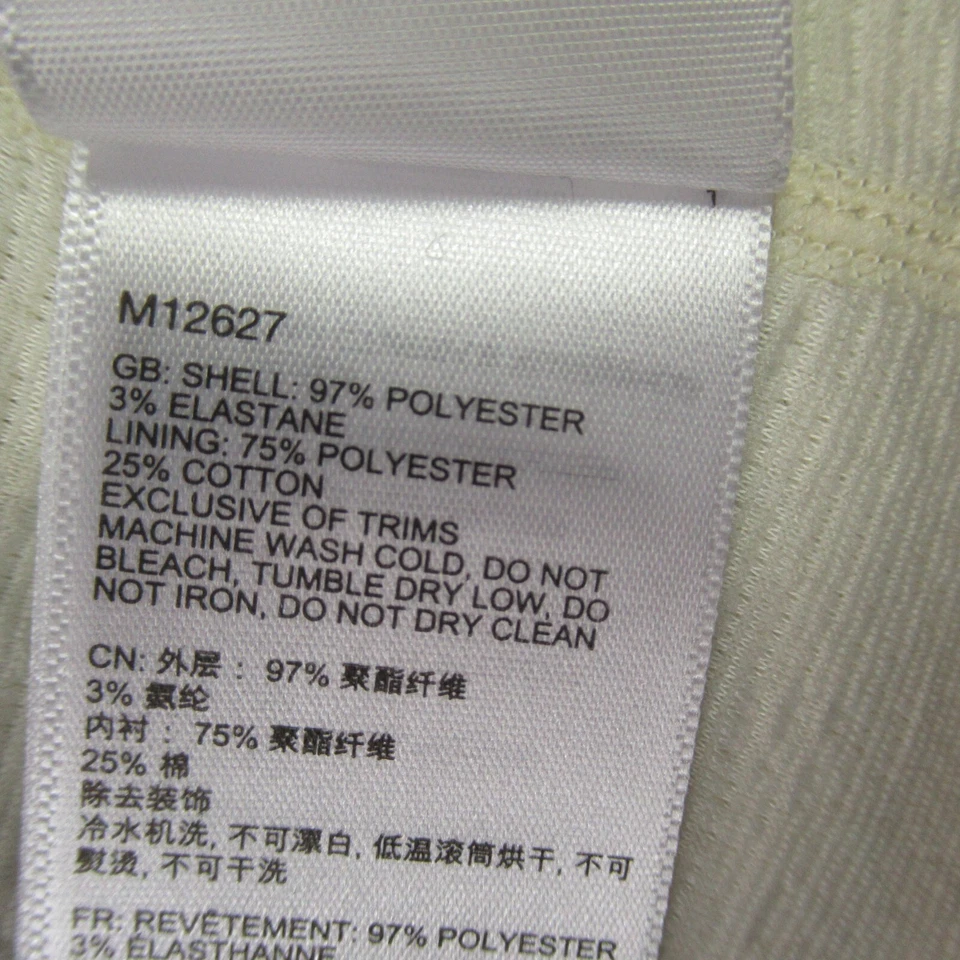 M12627
GB: SHELL: 97% POLYESTER
3% ELASTANE
LINING: 75% POLYESTER
25% COTTON
EXCLUSIVE OF TRIMS
MACHINE WASH COLD, DO NOT
BLEACH, TUMBLE DRY LOW, DO
NOT IRON, DO NOT DRY CLEAN
CN: 外层： 97% 聚酯纤维
3% 氨纶
内衬： 75% 聚酯纤维
25% 棉
除去装饰
冷水机洗, 不可漂白, 低温滚筒烘干, 不可
熨烫, 不可干洗
FR: REVÊTEMENT: 97% POLYESTER
3% ÉLASTHANNE